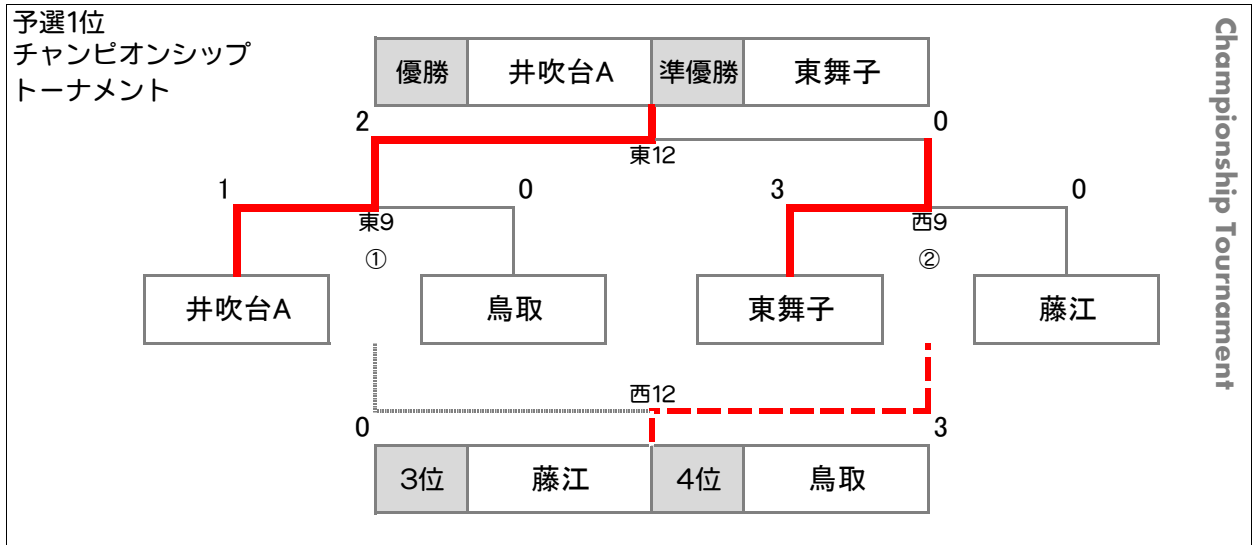 予選1位
チャンピオンシップ
トーナメント
Championship Tournament
優勝 井吹台A 準優勝 東舞子
2 0
東12
1 0 3 0
東9 西9
① ②
井吹台A 鳥取 東舞子 藤江
西12
0 3
3位 藤江 4位 鳥取